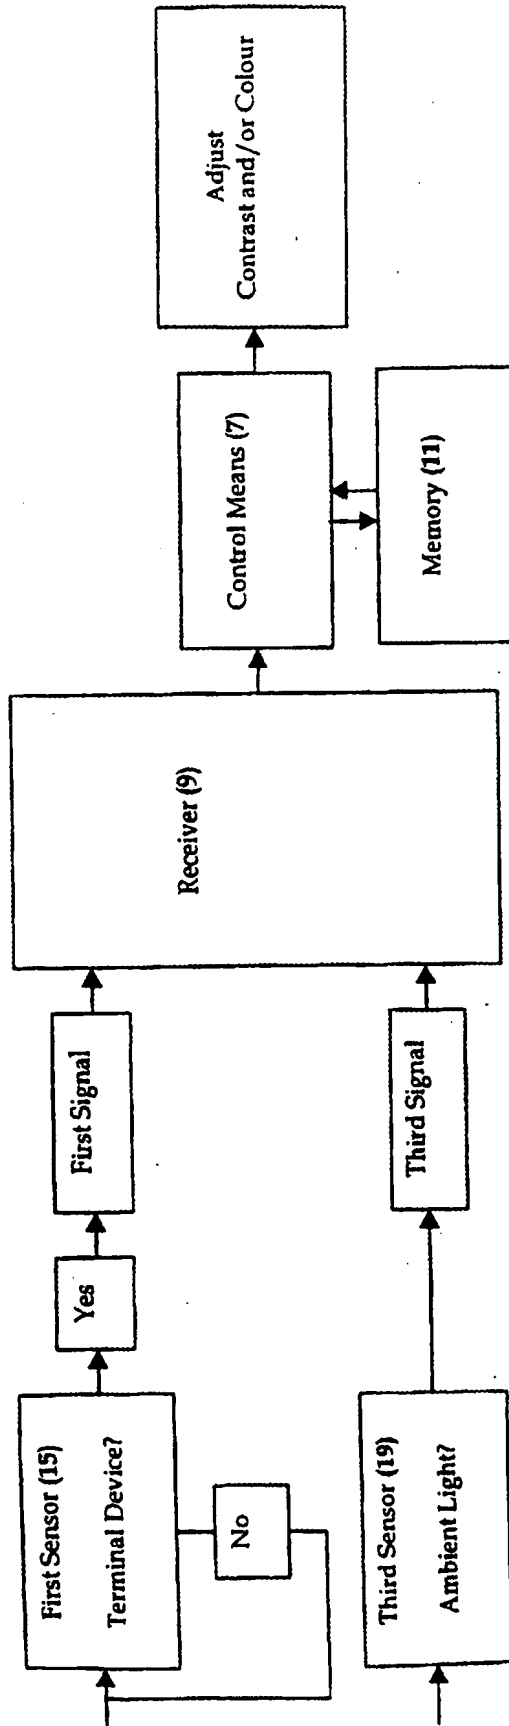 First Sensor (15)
Terminal Device?
No
Yes
First Signal
Third Sensor (19)
Ambient Light?
Third Signal
Receiver (9)
Control Means (7)
Memory (11)
Adjust
Contrast and/or Colour